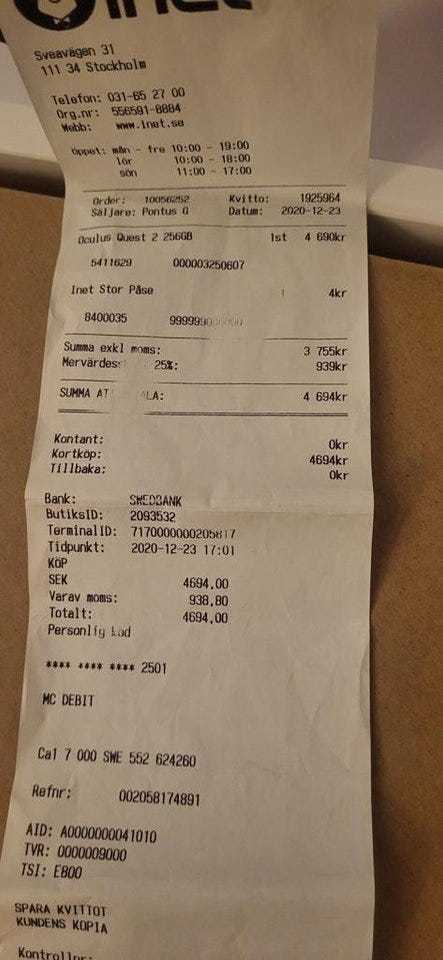 inet
Sveavägen 31
111 34 Stockholm
Telefon: 031-65 27 00
Org.nr: 556591-8884
Webb: www.inet.se
Öppet: mån - fre 10:00 - 19:00
lör 10:00 - 18:00
sön 11:00 - 17:00
Order: 10056252 Kvitto: 1925964
Säljare: Pontus G Datum: 2020-12-23
Oculus Quest 2 256GB 1st 4 690kr
5411629 000003250607
Inet Stor Påse 4kr
8400035
Summa exkl moms: 3 755kr
25%: 939kr
SUMMA 4 694kr
Kontant: 0kr
Kortköp: 4694kr
Tillbaka: 0kr
Bank: SWEDBANK
ButiksID: 2093532
TerminalID: 7170000000205817
Tidpunkt: 2020-12-23 17:01
KÖP
SEK 4694,00
Varav moms: 938,80
Totalt: 4694,00
Personlig kod
**** **** **** 2501
MC DEBIT
Ca1 7 000 SWE 552 624260
Refnr: 002058174891
AID: A0000000041010
TVR: 0000009000
TSI: E800
SPARA KVITTOT
KUNDENS KOPIA